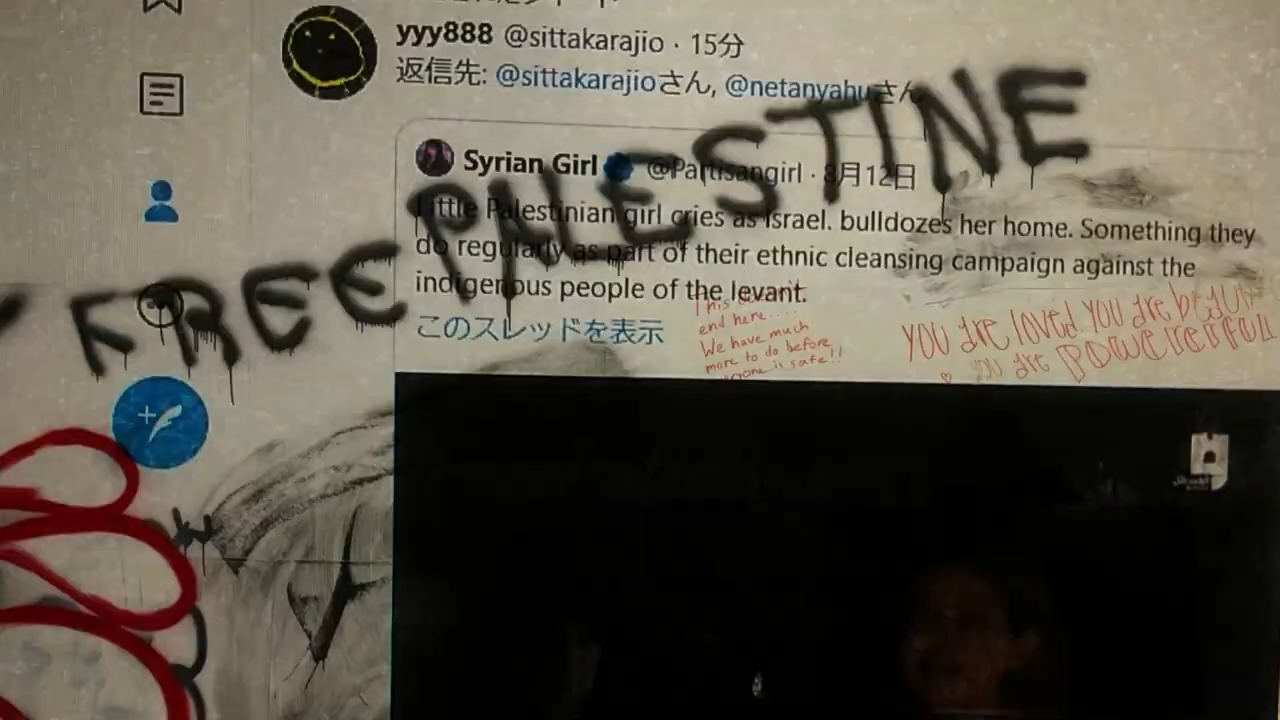 yyy888 @sittakarajio · 15分
返信先: @sittakarajioさん, @netanyahuさん
FREE PALESTINE
Syrian Girl @Partisangirl · 8月12日
Little Palestinian girl cries as Israel. bulldozes her home. Something they
do regularly as part of their ethnic cleansing campaign against the
indigenous people of the levant.
このスレッドを表示
This
end here.....
We have much
more to do before
is safe!!
YOU are loved YOU are
YOU are POWERFULL